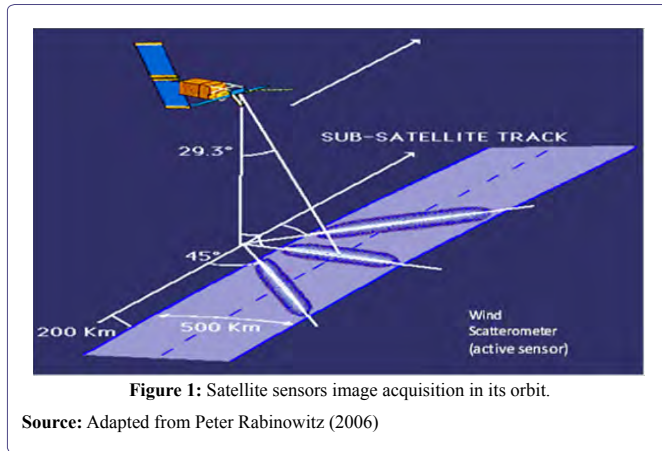 29.3°
SUB-SATELLITE TRACK
45°
200 Km
500 Km
Wind
Scatterometer
(active sensor)
Figure 1: Satellite sensors image acquisition in its orbit.
Source: Adapted from Peter Rabinowitz (2006)